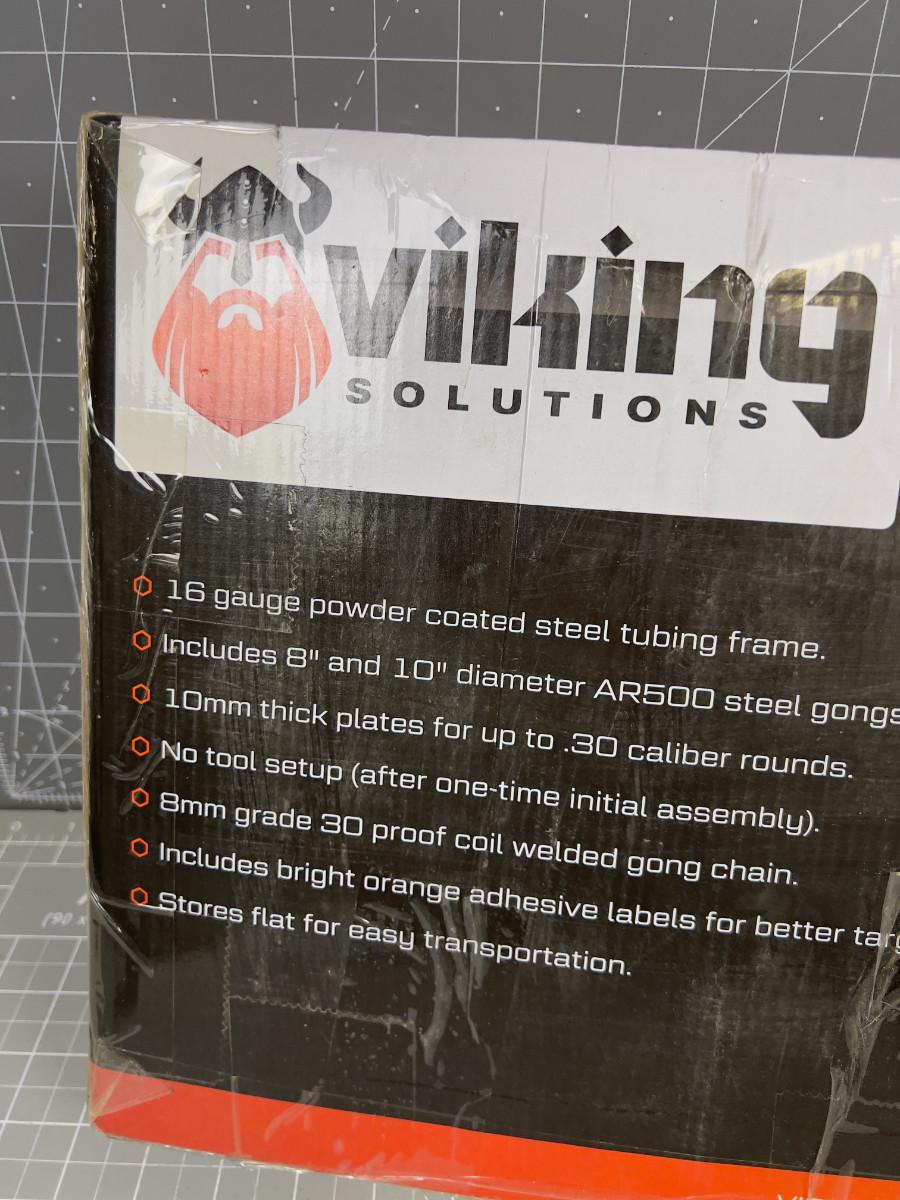 viking
SOLUTIONS
16 gauge powder coated steel tubing frame.
Includes 8" and 10" diameter AR500 steel gongs
10mm thick plates for up to .30 caliber rounds.
No tool setup (after one-time initial assembly).
8mm grade 30 proof coil welded gong chain.
Includes bright orange adhesive labels for better
Stores flat for easy transportation.